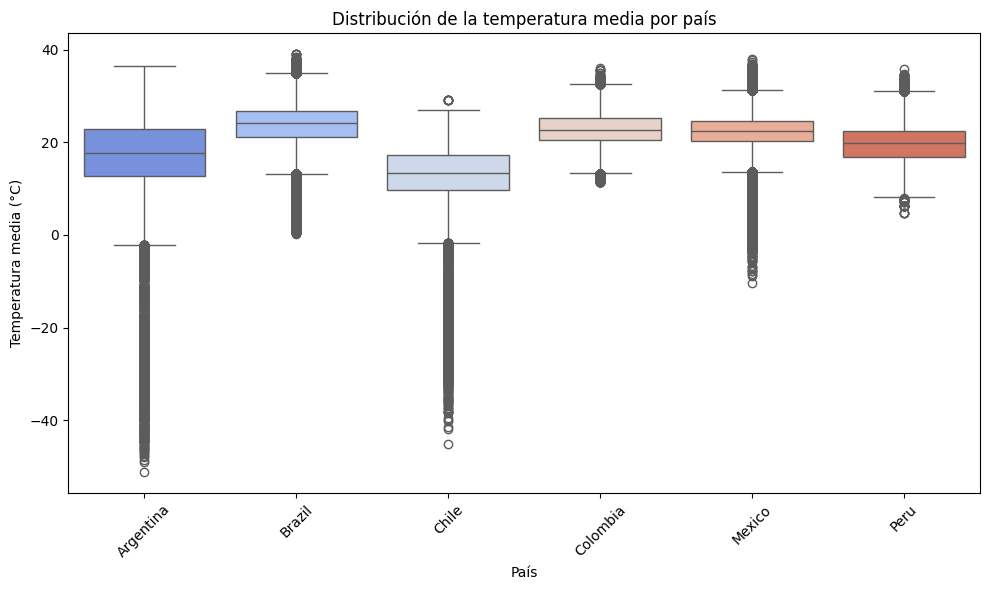 Distribución de la temperatura media por país
Temperatura media (°C)
40
20
0
−20
−40
Argentina
Brazil
Chile
Colombia
Mexico
Peru
País